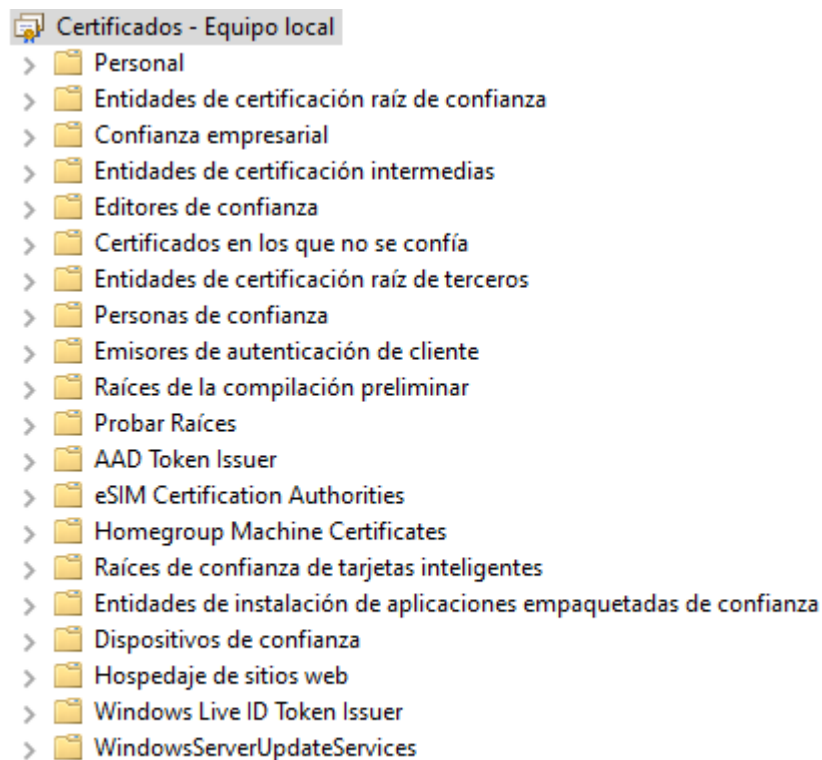 Certificados - Equipo local
Personal
Entidades de certificación raíz de confianza
Confianza empresarial
Entidades de certificación intermedias
Editores de confianza
Certificados en los que no se confía
Entidades de certificación raíz de terceros
Personas de confianza
Emisores de autenticación de cliente
Raíces de la compilación preliminar
Probar Raíces
AAD Token Issuer
eSIM Certification Authorities
Homegroup Machine Certificates
Raíces de confianza de tarjetas inteligentes
Entidades de instalación de aplicaciones empaquetadas de confianza
Dispositivos de confianza
Hospedaje de sitios web
Windows Live ID Token Issuer
WindowsServerUpdateServices